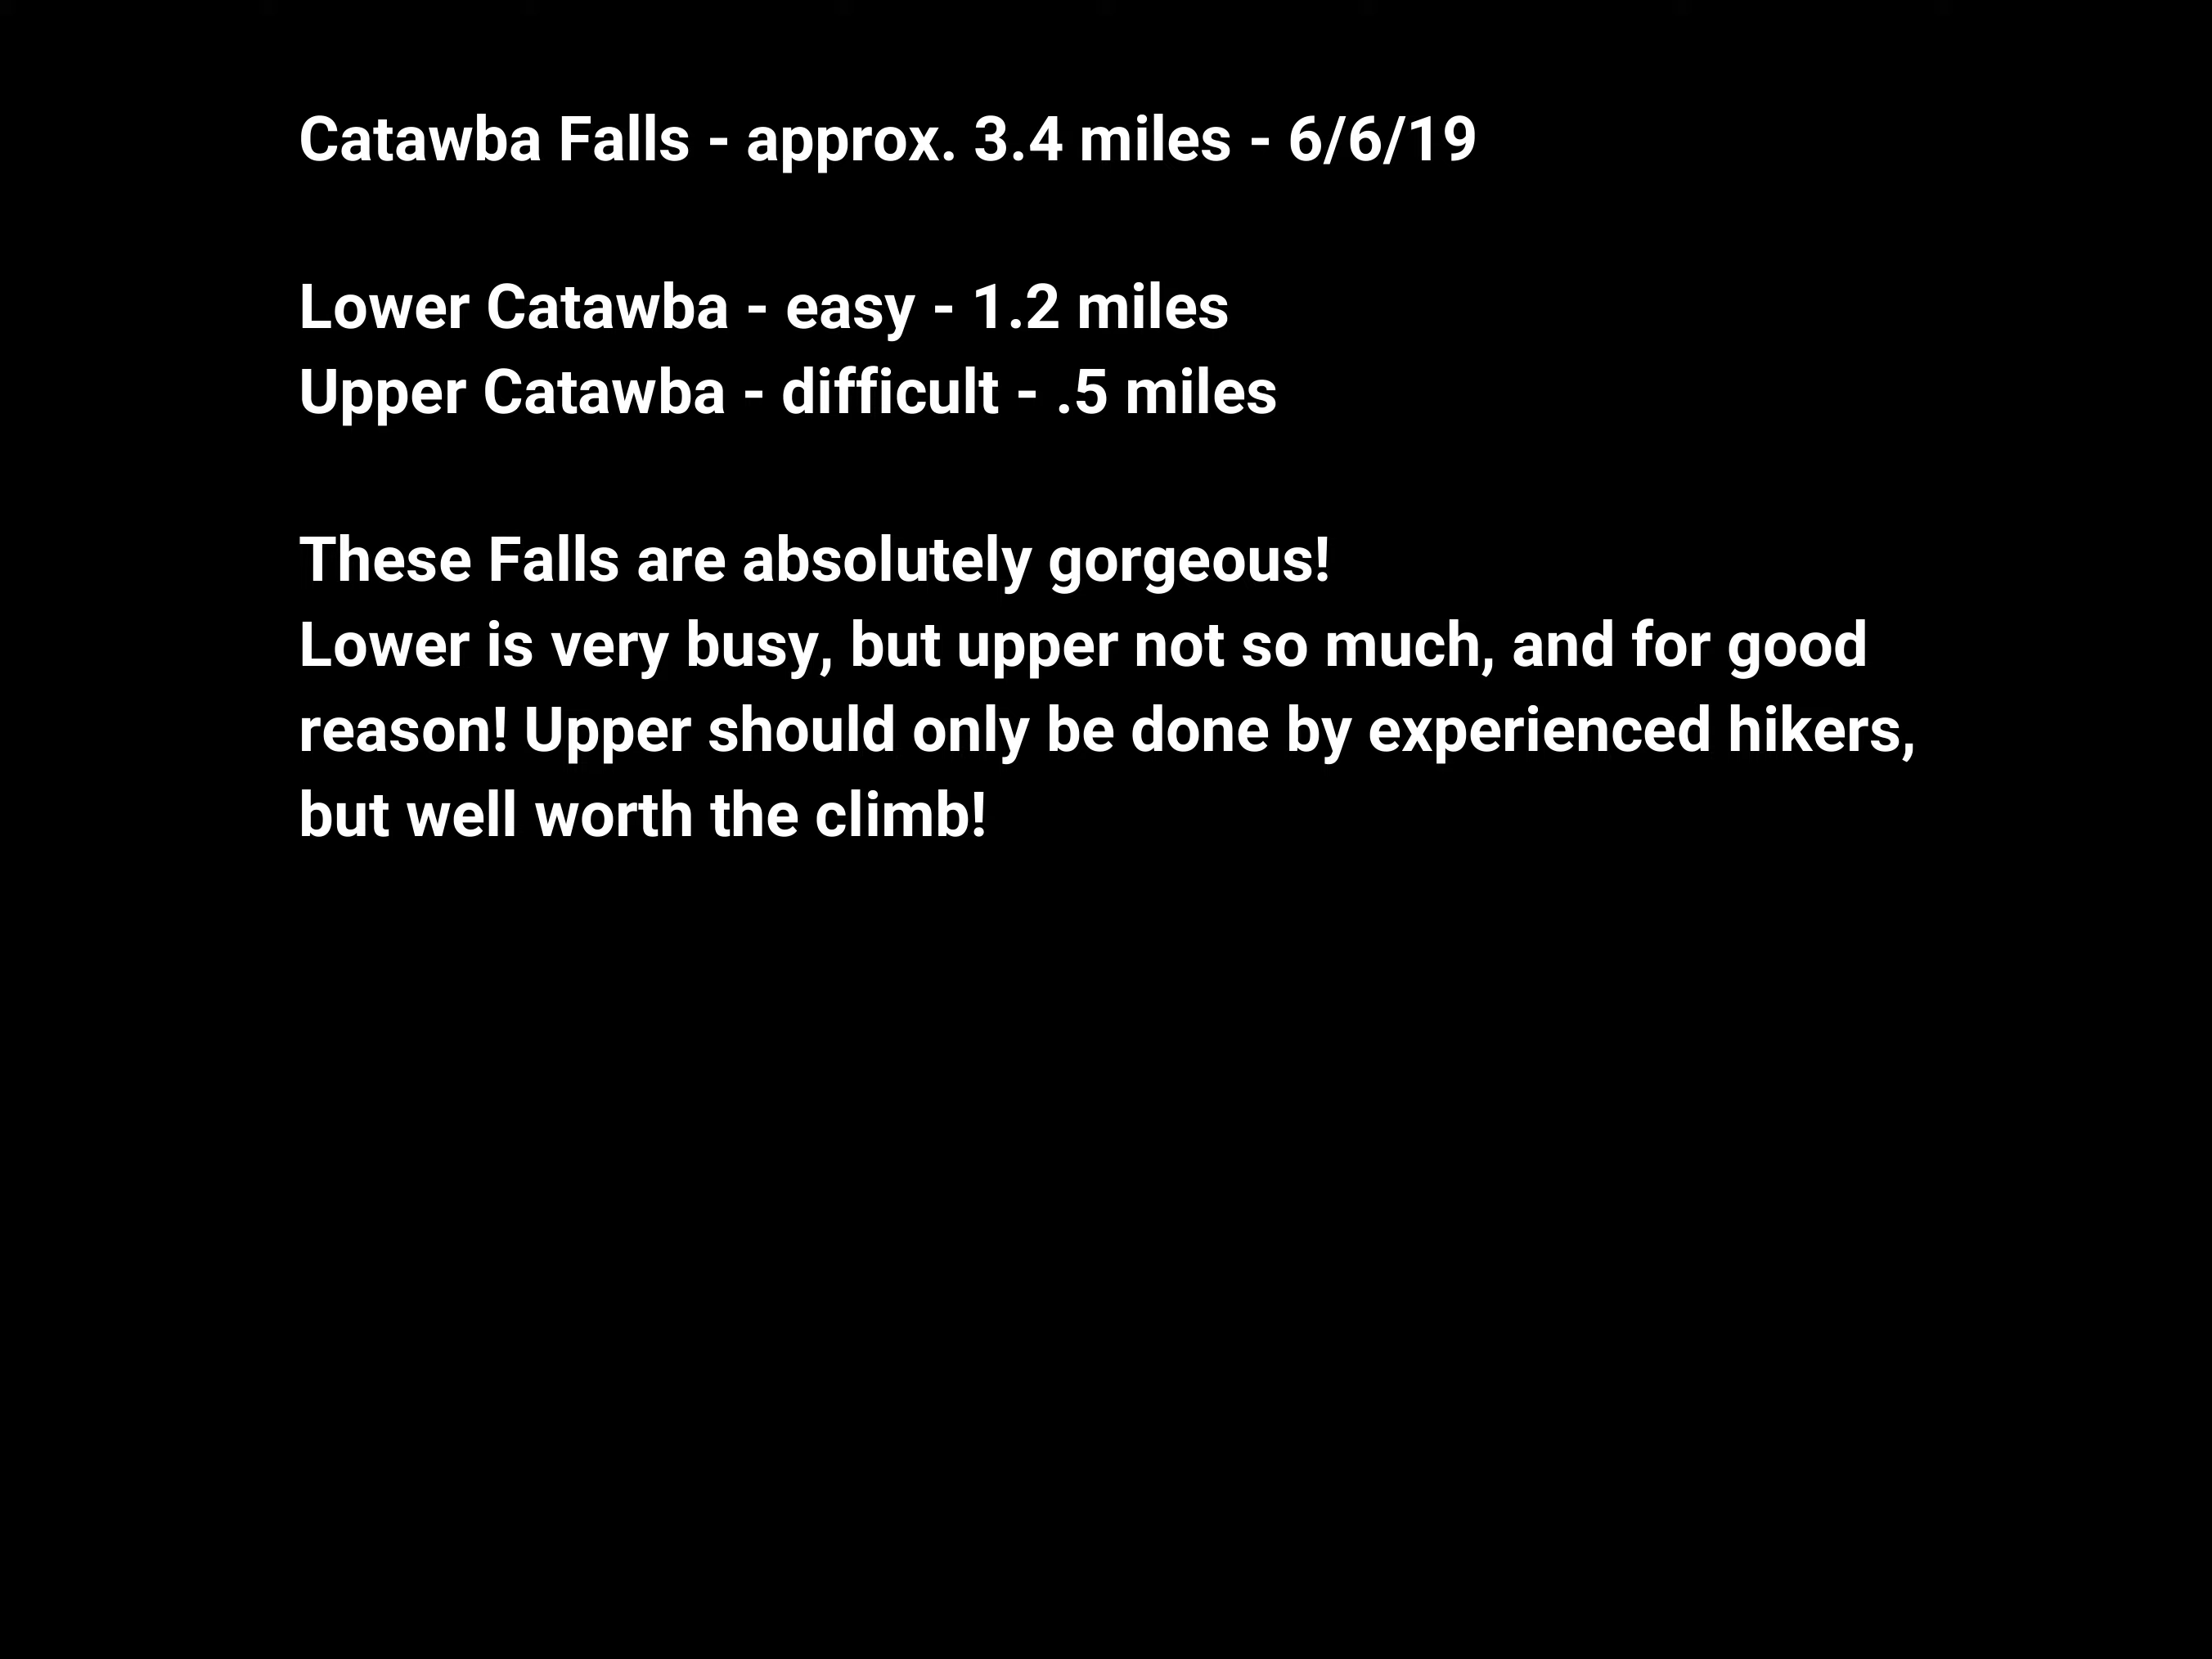 Catawba Falls - approx. 3.4 miles - 6/6/19
Lower Catawba - easy - 1.2 miles
Upper Catawba - difficult - .5 miles
These Falls are absolutely gorgeous!
Lower is very busy, but upper not so much, and for good
reason! Upper should only be done by experienced hikers,
but well worth the climb!